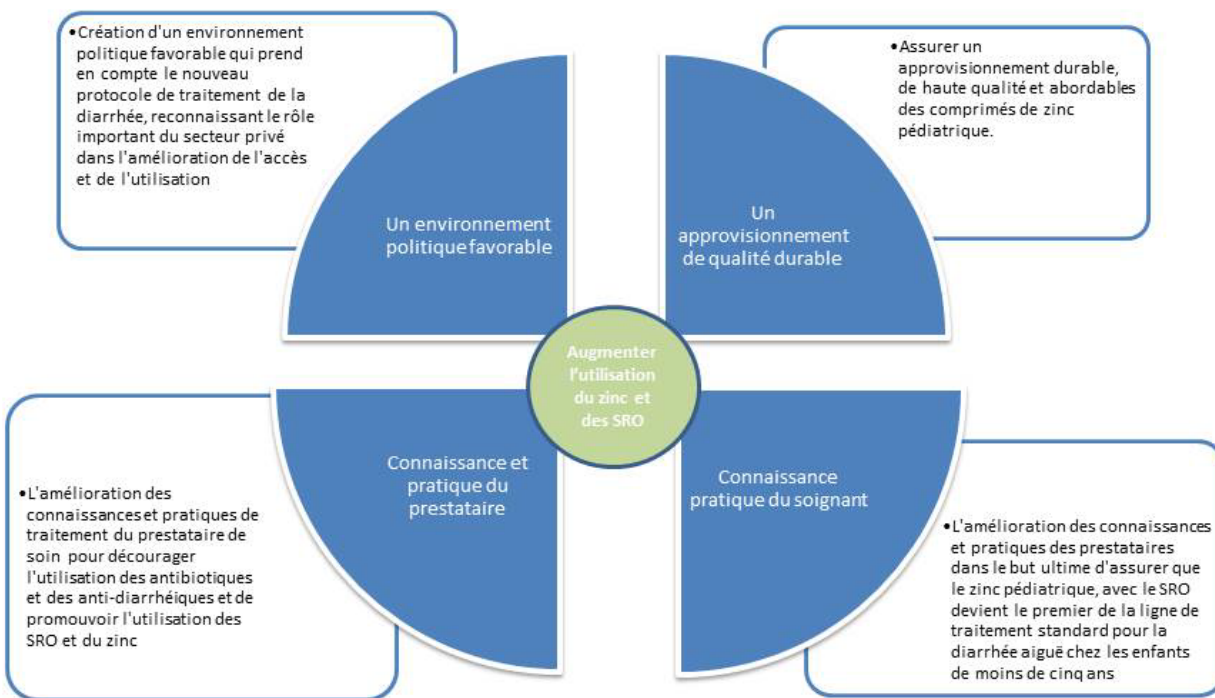 •Création d'un environnement
politique favorable qui prend
en compte le nouveau
protocole de traitement de la
diarrhée, reconnaissant le rôle
important du secteur privé
dans l'amélioration de l'accès
et de l'utilisation
•Assurer un
approvisionnement durable,
de haute qualité et abordables
des comprimés de zinc
pédiatrique.
Un environnement
politique favorable
Un
approvisionnement
de qualité durable
Augmenter
l'utilisation
du zinc et
des SRO
Connaissance et
pratique du
prestataire
Connaissance
pratique du soignant
•L'amélioration des
connaissances et pratiques de
traitement du prestataire de
soin pour décourager
l'utilisation des antibiotiques
et des anti-diarrhéiques et de
promouvoir l'utilisation des
SRO et du zinc
•L'amélioration des connaissances
et pratiques des prestataires
dans le but ultime d'assurer que
le zinc pédiatrique, avec le SRO
devient le premier de la ligne de
traitement standard pour la
diarrhée aiguë chez les enfants
de moins de cinq ans